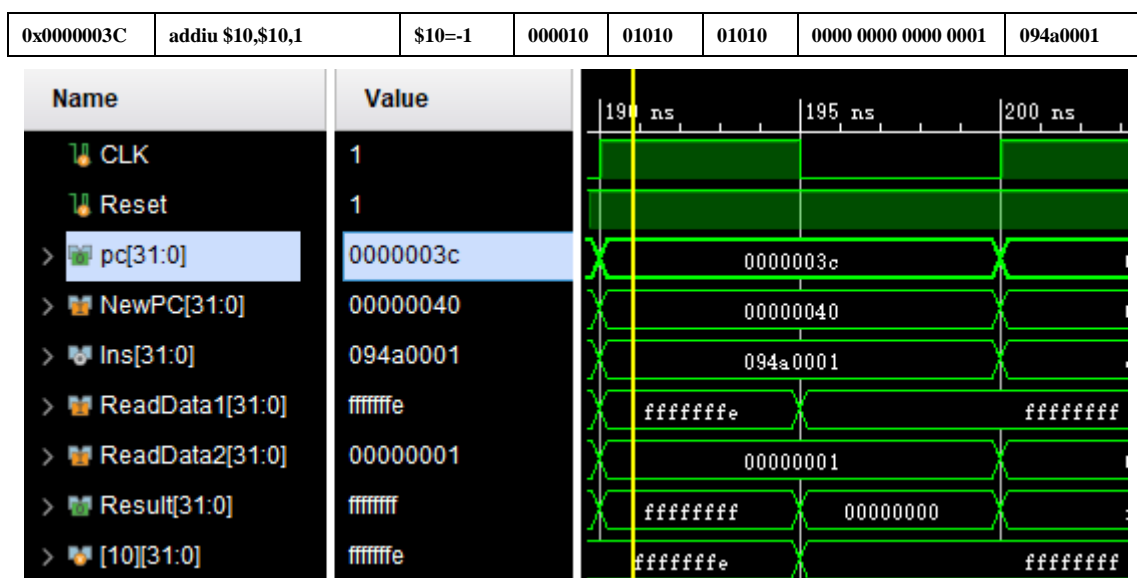 0x0000003C addiu $10,$10,1 $10=-1 000010 01010 01010 0000 0000 0000 0001 094a0001
Name Value 190 ns 195 ns 200 ns
CLK 1
Reset 1
pc[31:0] 0000003c 0000003c
NewPC[31:0] 00000040 00000040
Ins[31:0] 094a0001 094a0001
ReadData1[31:0] fffffffe fffffffe ffffffff
ReadData2[31:0] 00000001 00000001
Result[31:0] ffffffff ffffffff 00000000
[10][31:0] fffffffe fffffffe ffffffff